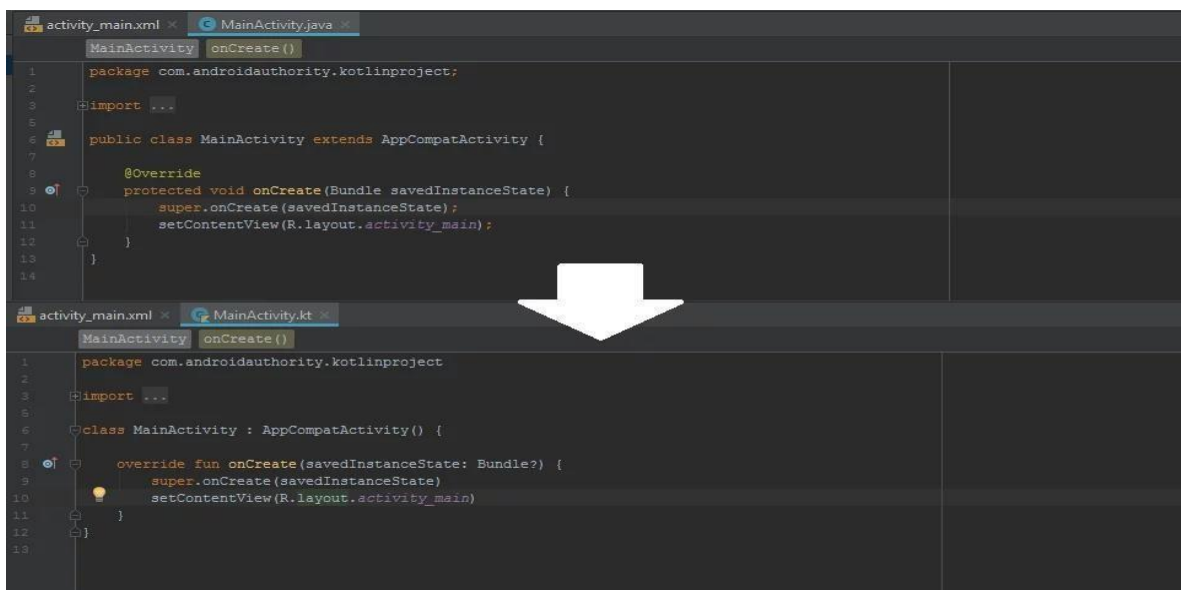 activity_main.xml × MainActivity.java ×
MainActivity onCreate()
1 package com.androidauthority.kotlinproject;
2
3 import ...
5
6 public class MainActivity extends AppCompatActivity {
7
8 @Override
9 protected void onCreate(Bundle savedInstanceState) {
10 super.onCreate(savedInstanceState);
11 setContentView(R.layout.activity_main);
12 }
13 }
14
activity_main.xml × MainActivity.kt ×
MainActivity onCreate()
1 package com.androidauthority.kotlinproject
2
3 import ...
5
6 class MainActivity : AppCompatActivity() {
7
8 override fun onCreate(savedInstanceState: Bundle?) {
9 super.onCreate(savedInstanceState)
10 setContentView(R.layout.activity_main)
11 }
12 }
13